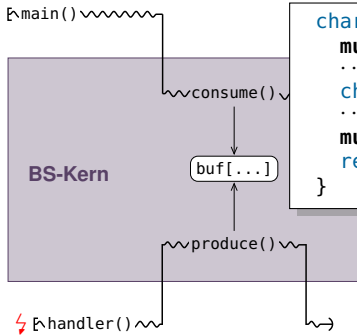 main()
char
mu
..
ch
..
mu
re
}
consume()
buf[...]
BS-Kern
produce()
handler()